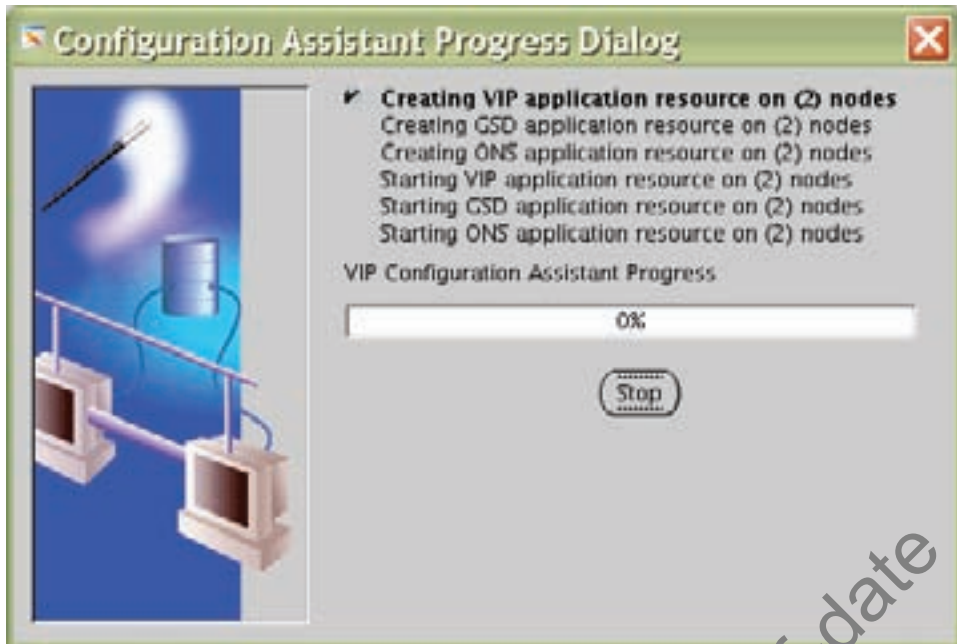 Configuration Assistant Progress Dialog
✔ Creating VIP application resource on (2) nodes
Creating GSD application resource on (2) nodes
Creating ONS application resource on (2) nodes
Starting VIP application resource on (2) nodes
Starting GSD application resource on (2) nodes
Starting ONS application resource on (2) nodes
VIP Configuration Assistant Progress
0%
Stop
date